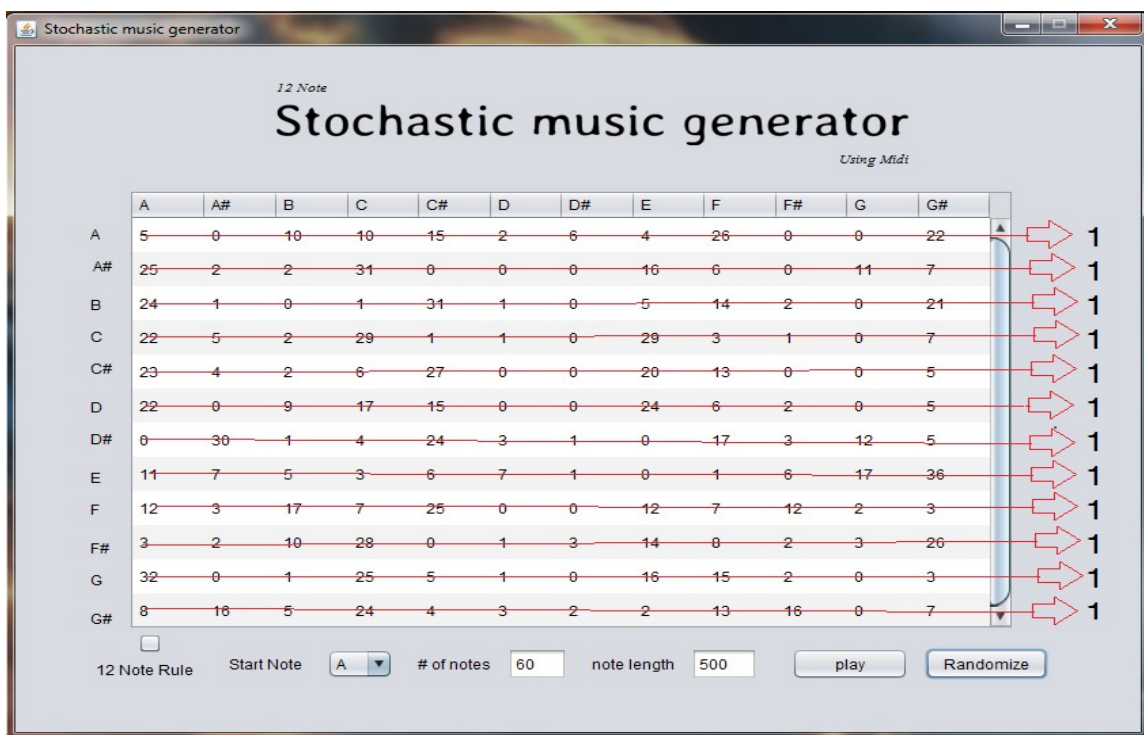 Stochastic music generator
12 Note
Stochastic music generator
Using Midi
A A# B C C# D D# E F F# G G#
A 5 0 10 10 15 2 6 4 26 0 0 22 1
A# 25 2 2 31 0 0 0 16 6 0 11 7 1
B 24 1 0 1 31 1 0 5 14 2 0 21 1
C 22 5 2 29 1 1 0 29 3 1 0 7 1
C# 23 4 2 6 27 0 0 20 13 0 0 5 1
D 22 0 9 17 15 0 0 24 6 2 0 5 1
D# 0 30 1 4 24 3 1 0 17 3 12 5 1
E 11 7 5 3 6 7 1 0 1 6 17 36 1
F 12 3 17 7 25 0 0 12 7 12 2 3 1
F# 3 2 10 28 0 1 3 14 8 2 3 26 1
G 32 0 1 25 5 1 0 16 15 2 0 3 1
G# 8 16 5 24 4 3 2 2 13 16 0 7 1
12 Note Rule Start Note A # of notes 60 note length 500 play Randomize